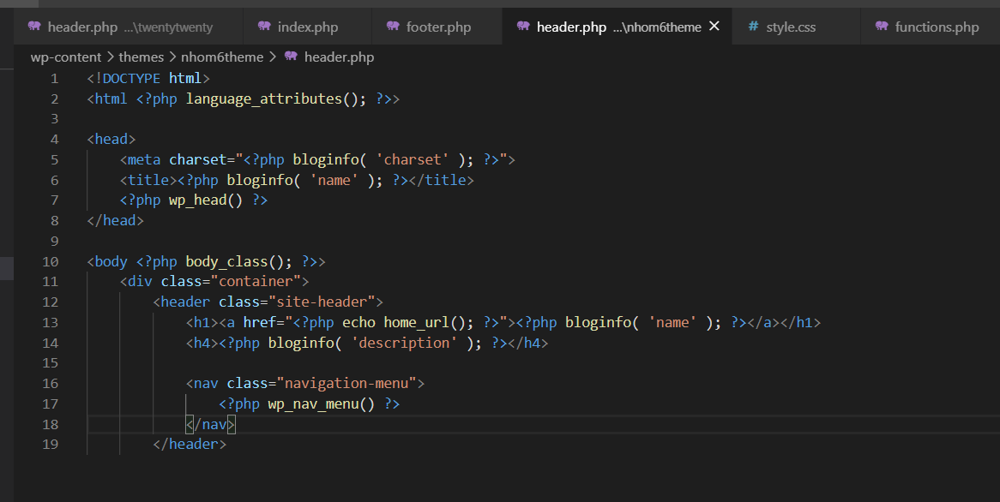 header.php ...\twentytwenty index.php footer.php header.php ...\nhom6theme × # style.css functions.php
wp-content > themes > nhom6theme > header.php
1 <!DOCTYPE html>
2 <html <?php language_attributes(); ?>>
3
4 <head>
5     <meta charset="<?php bloginfo( 'charset' ); ?>">
6     <title><?php bloginfo( 'name' ); ?></title>
7     <?php wp_head() ?>
8 </head>
9
10 <body <?php body_class(); ?>>
11     <div class="container">
12         <header class="site-header">
13             <h1><a href="<?php echo home_url(); ?>"><?php bloginfo( 'name' ); ?></a></h1>
14             <h4><?php bloginfo( 'description' ); ?></h4>
15
16             <nav class="navigation-menu">
17                 <?php wp_nav_menu() ?>
18             </nav>
19         </header>